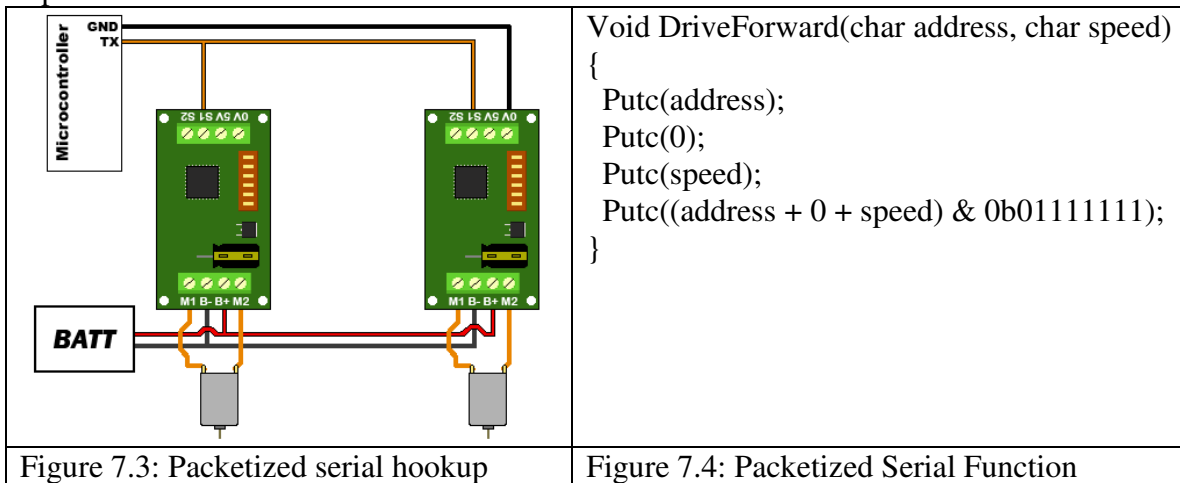 GND
TX
Microcontroller
S2 S1 5V 0V
S2 S1 5V 0V
M1 B- B+ M2
M1 B- B+ M2
BATT
Void DriveForward(char address, char speed)
{
Putc(address);
Putc(0);
Putc(speed);
Putc((address + 0 + speed) & 0b01111111);
}
Figure 7.3: Packetized serial hookup
Figure 7.4: Packetized Serial Function